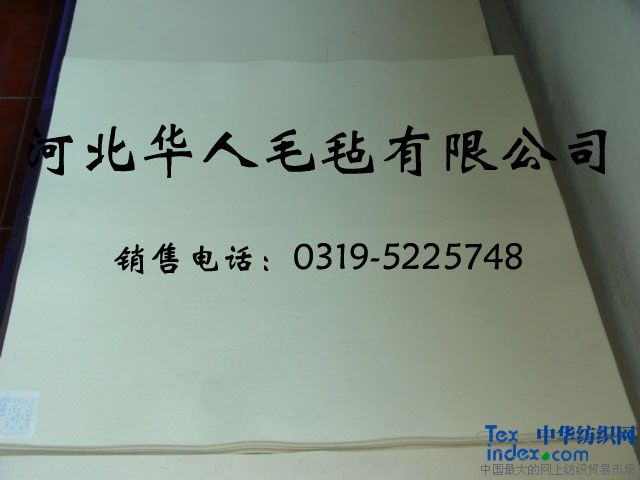 河北华人毛毡有限公司
销售电话：0319-5225748
Tex 中华纺织网
index.com
中国最大的网上纺织贸易市场